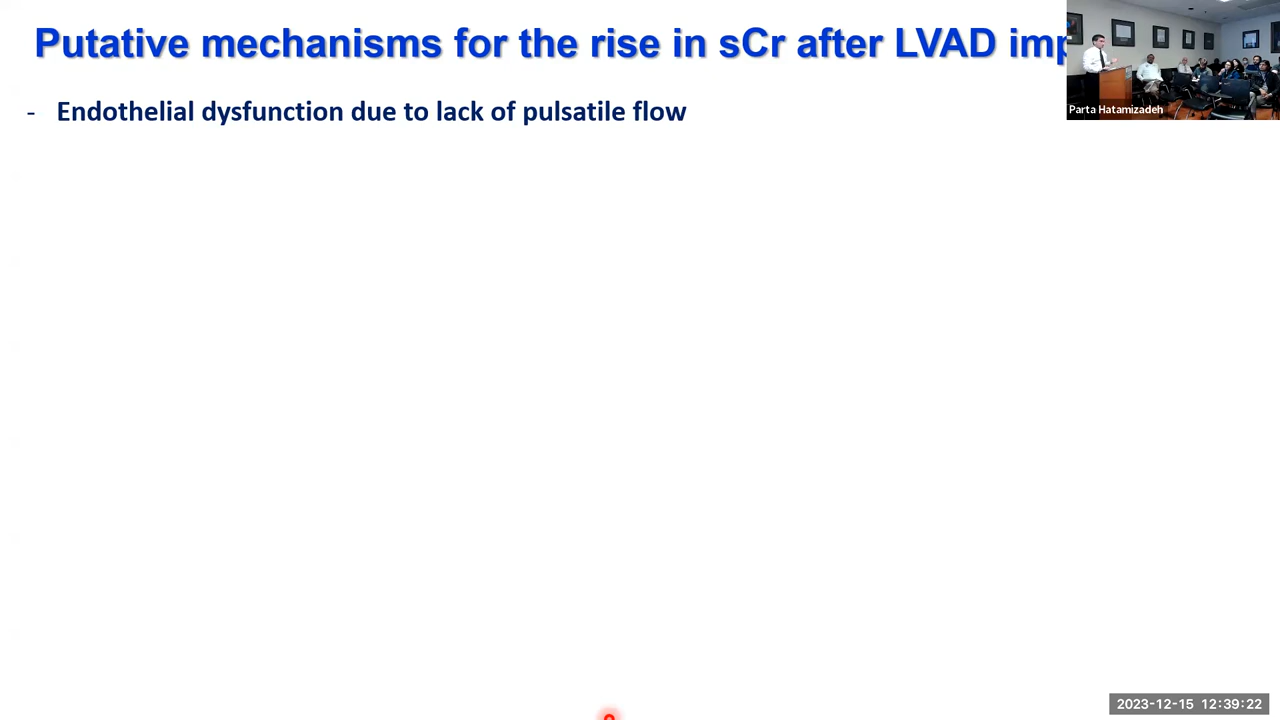 Putative mechanisms for the rise in sCr after LVAD imp
- Endothelial dysfunction due to lack of pulsatile flow
Parta Hatamizadeh
2023-12-15 12:39:22